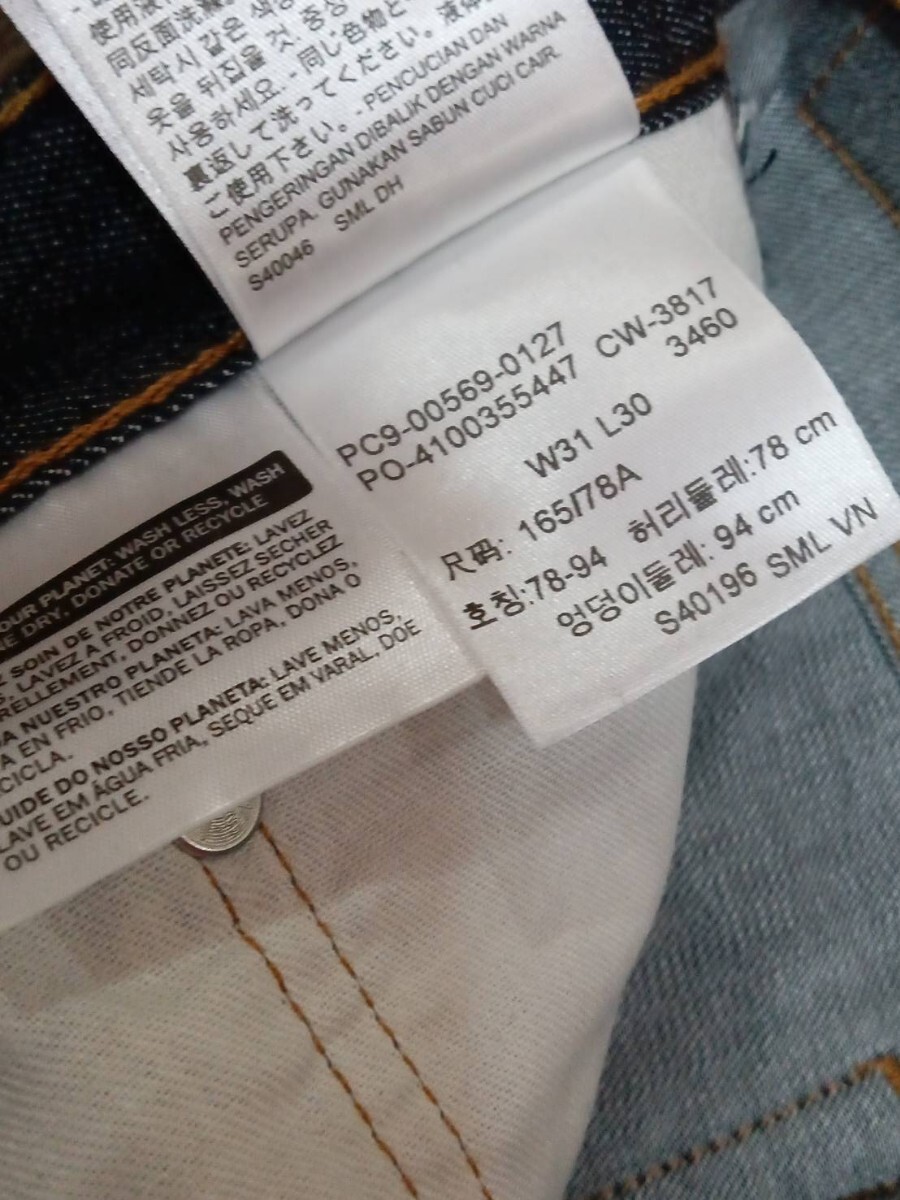 使用液
同反面洗涤
세탁 시 같은 색상
옷을 뒤집을 것. 중성
사용하세요. - 同じ色物と
裏返して洗ってください。液体
ご使用下さい。 - PENCUCIAN DAN
PENGERINGAN DIBALIK DENGAN WARNA
SERUPA. GUNAKAN SABUN CUCI CAIR.
S40046 SML DH
PC9-00569-0127
PO-4100355447 CW-3817
3460
W31 L30
尺码: 165/78A
호칭:78-94 허리둘레:78 cm
엉덩이둘레: 94 cm
S40196 SML VN
OUR PLANET: WASH LESS, WASH
NE DRY, DONATE OR RECYCLE
Z SOIN DE NOTRE PLANETE: LAVEZ
S, LAVEZ A FROID, LAISSEZ SECHER
RELLEMENT, DONNEZ OU RECYCLEZ
A NUESTRO PLANETA: LAVA MENOS,
A EN FRIO, TIENDE LA ROPA, DONA O
CICLA.
UIDE DO NOSSO PLANETA: LAVE MENOS,
LAVE EM ÁGUA FRIA, SEQUE EM VARAL, DOE
OU RECICLE.